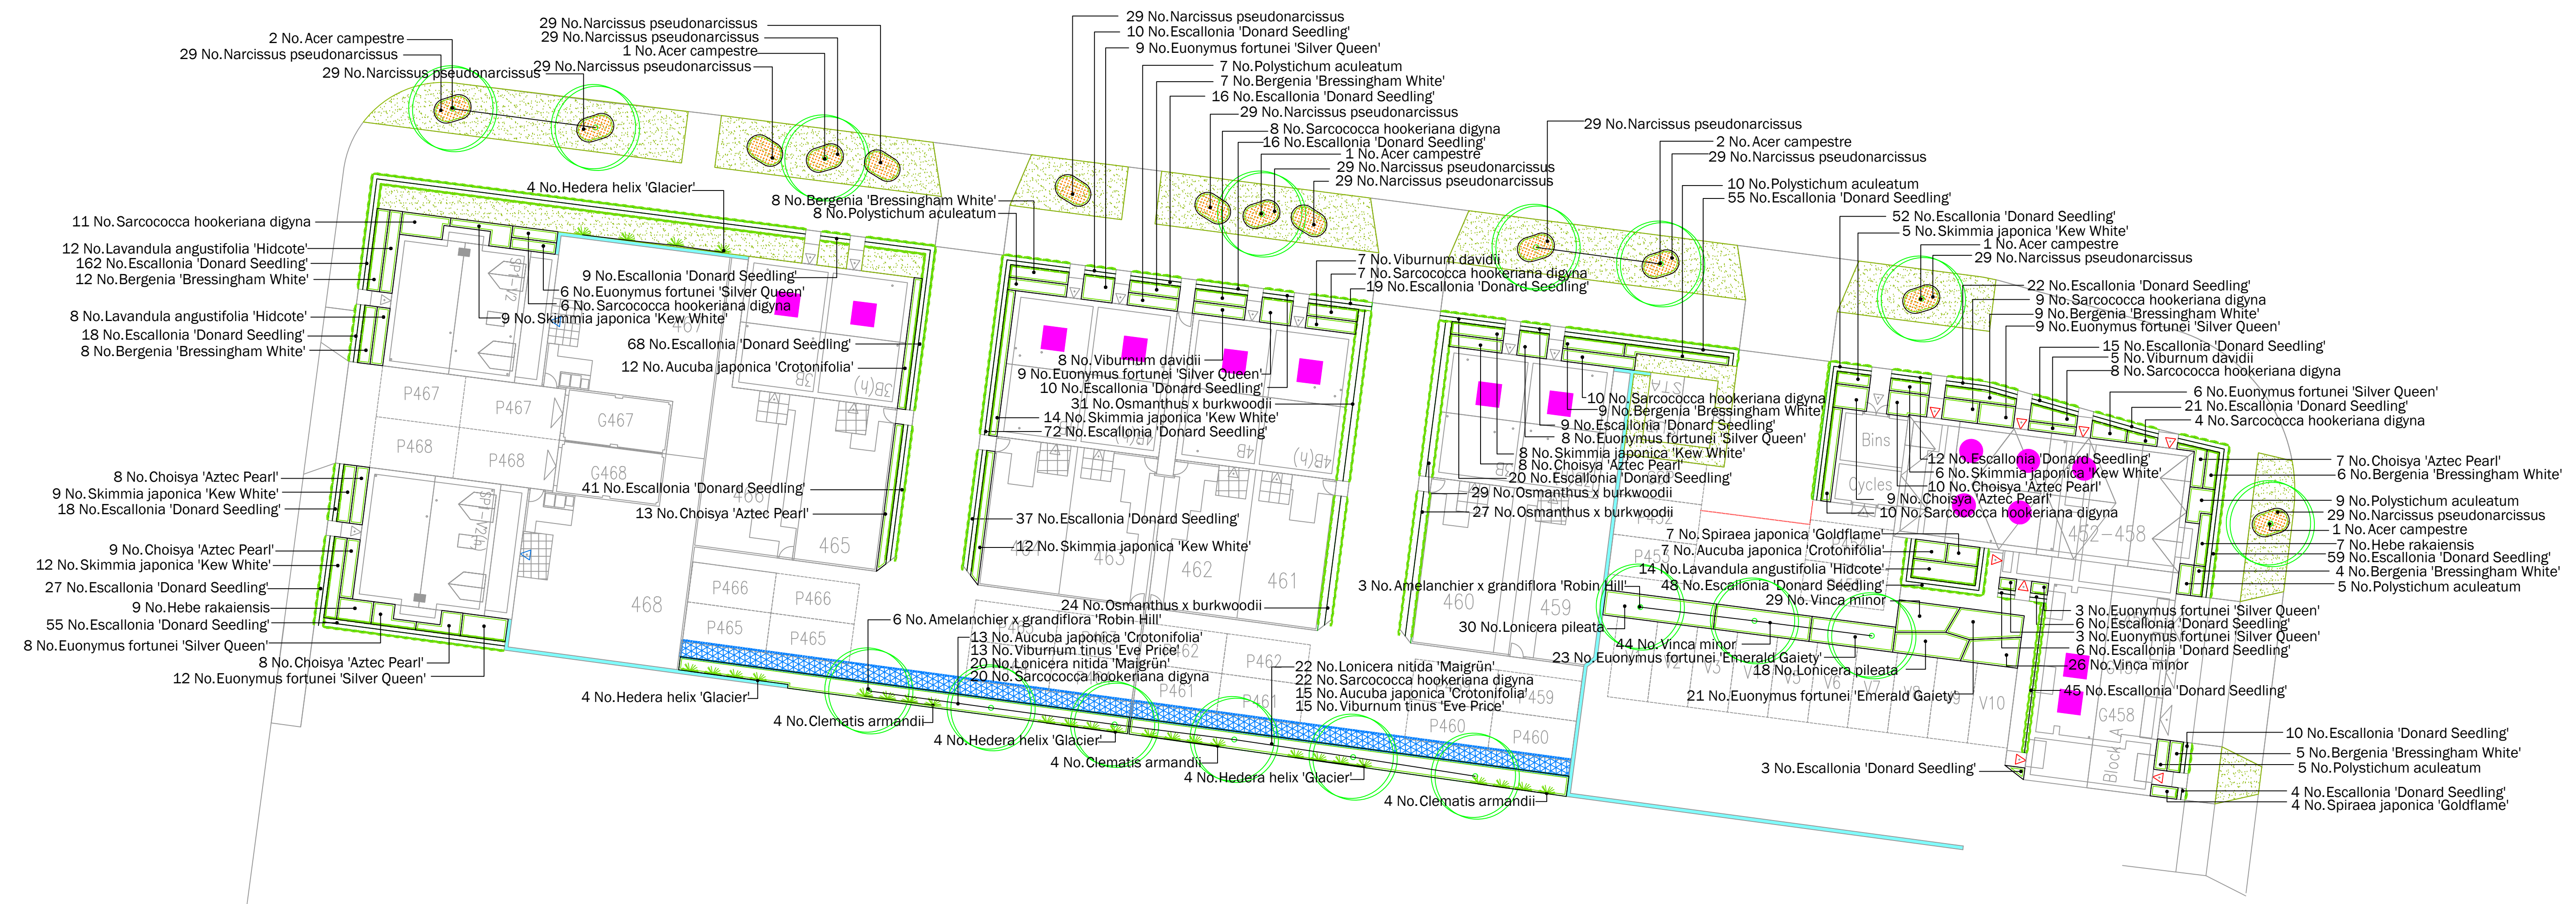 29 No.Narcissus pseudonarcissus
29 No.Narcissus pseudonarcissus
1 No.Acer campestre
29 No.Narcissus pseudonarcissus
2 No.Acer campestre
29 No.Narcissus pseudonarcissus
29 No.Narcissus pseudonarcissus
29 No.Narcissus pseudonarcissus
10 No.Escallonia 'Donard Seedling'
9 No.Euonymus fortunei 'Silver Queen'
7 No.Polystichum aculeatum
7 No.Bergenia 'Bressingham White'
16 No.Escallonia 'Donard Seedling'
29 No.Narcissus pseudonarcissus
8 No.Sarcococca hookeriana digyna
16 No.Escallonia 'Donard Seedling'
1 No.Acer campestre
29 No.Narcissus pseudonarcissus
29 No.Narcissus pseudonarcissus
29 No.Narcissus pseudonarcissus
2 No.Acer campestre
29 No.Narcissus pseudonarcissus
10 No.Polystichum aculeatum
55 No.Escallonia 'Donard Seedling'
52 No.Escallonia 'Donard Seedling'
5 No.Skimmia japonica 'Kew White'
1 No.Acer campestre
29 No.Narcissus pseudonarcissus
22 No.Escallonia 'Donard Seedling'
9 No.Sarcococca hookeriana digyna
9 No.Bergenia 'Bressingham White'
9 No.Euonymus fortunei 'Silver Queen'
15 No.Escallonia 'Donard Seedling'
5 No.Viburnum davidii
8 No.Sarcococca hookeriana digyna
6 No.Euonymus fortunei 'Silver Queen'
21 No.Escallonia 'Donard Seedling'
4 No.Sarcococca hookeriana digyna
4 No.Hedera helix 'Glacier'
8 No.Bergenia 'Bressingham White'
8 No.Polystichum aculeatum
11 No.Sarcococca hookeriana digyna
12 No.Lavandula angustifolia 'Hidcote'
162 No.Escallonia 'Donard Seedling'
12 No.Bergenia 'Bressingham White'
8 No.Lavandula angustifolia 'Hidcote'
18 No.Escallonia 'Donard Seedling'
8 No.Bergenia 'Bressingham White'
9 No.Escallonia 'Donard Seedling'
6 No.Euonymus fortunei 'Silver Queen'
6 No.Sarcococca hookeriana digyna
9 No.Skimmia japonica 'Kew White'
68 No.Escallonia 'Donard Seedling'
12 No.Aucuba japonica 'Crotonifolia'
7 No.Viburnum davidii
7 No.Sarcococca hookeriana digyna
19 No.Escallonia 'Donard Seedling'
8 No.Viburnum davidii
9 No.Euonymus fortunei 'Silver Queen'
10 No.Escallonia 'Donard Seedling'
31 No.Osmanthus x burkwoodii
14 No.Skimmia japonica 'Kew White'
72 No.Escallonia 'Donard Seedling'
10 No.Sarcococca hookeriana digyna
9 No.Bergenia 'Bressingham White'
9 No.Escallonia 'Donard Seedling'
8 No.Euonymus fortunei 'Silver Queen'
8 No.Skimmia japonica 'Kew White'
8 No.Choisya 'Aztec Pearl'
20 No.Escallonia 'Donard Seedling'
29 No.Osmanthus x burkwoodii
27 No.Osmanthus x burkwoodii
12 No.Escallonia 'Donard Seedling'
6 No.Skimmia japonica 'Kew White'
10 No.Choisya 'Aztec Pearl'
9 No.Choisya 'Aztec Pearl'
10 No.Sarcococca hookeriana digyna
7 No.Choisya 'Aztec Pearl'
6 No.Bergenia 'Bressingham White'
9 No.Polystichum aculeatum
29 No.Narcissus pseudonarcissus
1 No.Acer campestre
7 No.Hebe rakaiensis
59 No.Escallonia 'Donard Seedling'
4 No.Bergenia 'Bressingham White'
5 No.Polystichum aculeatum
8 No.Choisya 'Aztec Pearl'
9 No.Skimmia japonica 'Kew White'
18 No.Escallonia 'Donard Seedling'
9 No.Choisya 'Aztec Pearl'
12 No.Skimmia japonica 'Kew White'
27 No.Escallonia 'Donard Seedling'
9 No.Hebe rakaiensis
55 No.Escallonia 'Donard Seedling'
8 No.Euonymus fortunei 'Silver Queen'
8 No.Choisya 'Aztec Pearl'
12 No.Euonymus fortunei 'Silver Queen'
41 No.Escallonia 'Donard Seedling'
13 No.Choisya 'Aztec Pearl'
37 No.Escallonia 'Donard Seedling'
12 No.Skimmia japonica 'Kew White'
24 No.Osmanthus x burkwoodii
6 No.Amelanchier x grandiflora 'Robin Hill'
13 No.Aucuba japonica 'Crotonifolia'
13 No.Viburnum tinus 'Eve Price'
20 No.Lonicera nitida 'Maigrün'
20 No.Sarcococca hookeriana digyna
22 No.Lonicera nitida 'Maigrün'
22 No.Sarcococca hookeriana digyna
15 No.Aucuba japonica 'Crotonifolia'
15 No.Viburnum tinus 'Eve Price'
4 No.Hedera helix 'Glacier'
4 No.Clematis armandii
4 No.Hedera helix 'Glacier'
4 No.Clematis armandii
4 No.Hedera helix 'Glacier'
4 No.Clematis armandii
7 No.Spiraea japonica 'Goldflame'
7 No.Aucuba japonica 'Crotonifolia'
14 No.Lavandula angustifolia 'Hidcote'
3 No.Amelanchier x grandiflora 'Robin Hill'
48 No.Escallonia 'Donard Seedling'
29 No.Vinca minor
30 No.Lonicera pileata
44 No.Vinca minor
23 No.Euonymus fortunei 'Emerald Gaiety'
18 No.Lonicera pileata
21 No.Euonymus fortunei 'Emerald Gaiety'
3 No.Euonymus fortunei 'Silver Queen'
6 No.Escallonia 'Donard Seedling'
3 No.Euonymus fortunei 'Silver Queen'
6 No.Escallonia 'Donard Seedling'
26 No.Vinca minor
45 No.Escallonia 'Donard Seedling'
3 No.Escallonia 'Donard Seedling'
10 No.Escallonia 'Donard Seedling'
5 No.Bergenia 'Bressingham White'
5 No.Polystichum aculeatum
4 No.Escallonia 'Donard Seedling'
4 No.Spiraea japonica 'Goldflame'
P467
P467
G467
P468
P468
G468
467
468
465
P466
P466
P465
P465
3B
3B(h)
4B
4B(h)
463
462
461
460
459
P462
P461
P461
P460
P459
P460
Bins
Cycles
452-458
V10
G458
Block A